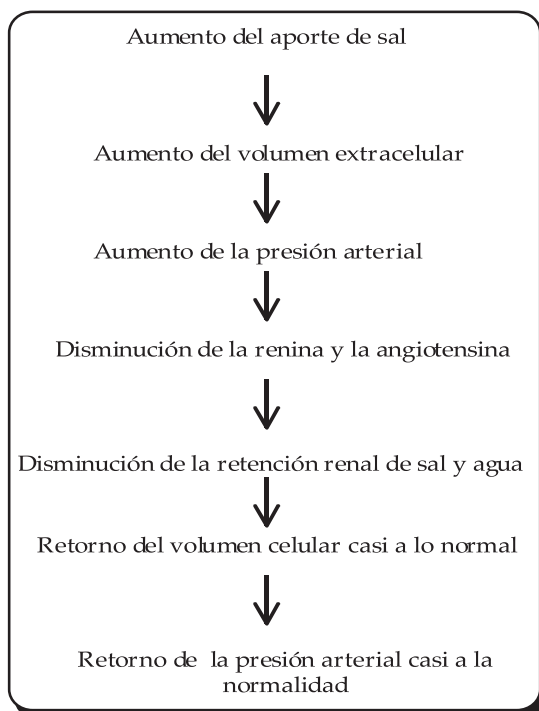 Aumento del aporte de sal
Aumento del volumen extracelular
Aumento de la presión arterial
Disminución de la renina y la angiotensina
Disminución de la retención renal de sal y agua
Retorno del volumen celular casi a lo normal
Retorno de la presión arterial casi a la
normalidad